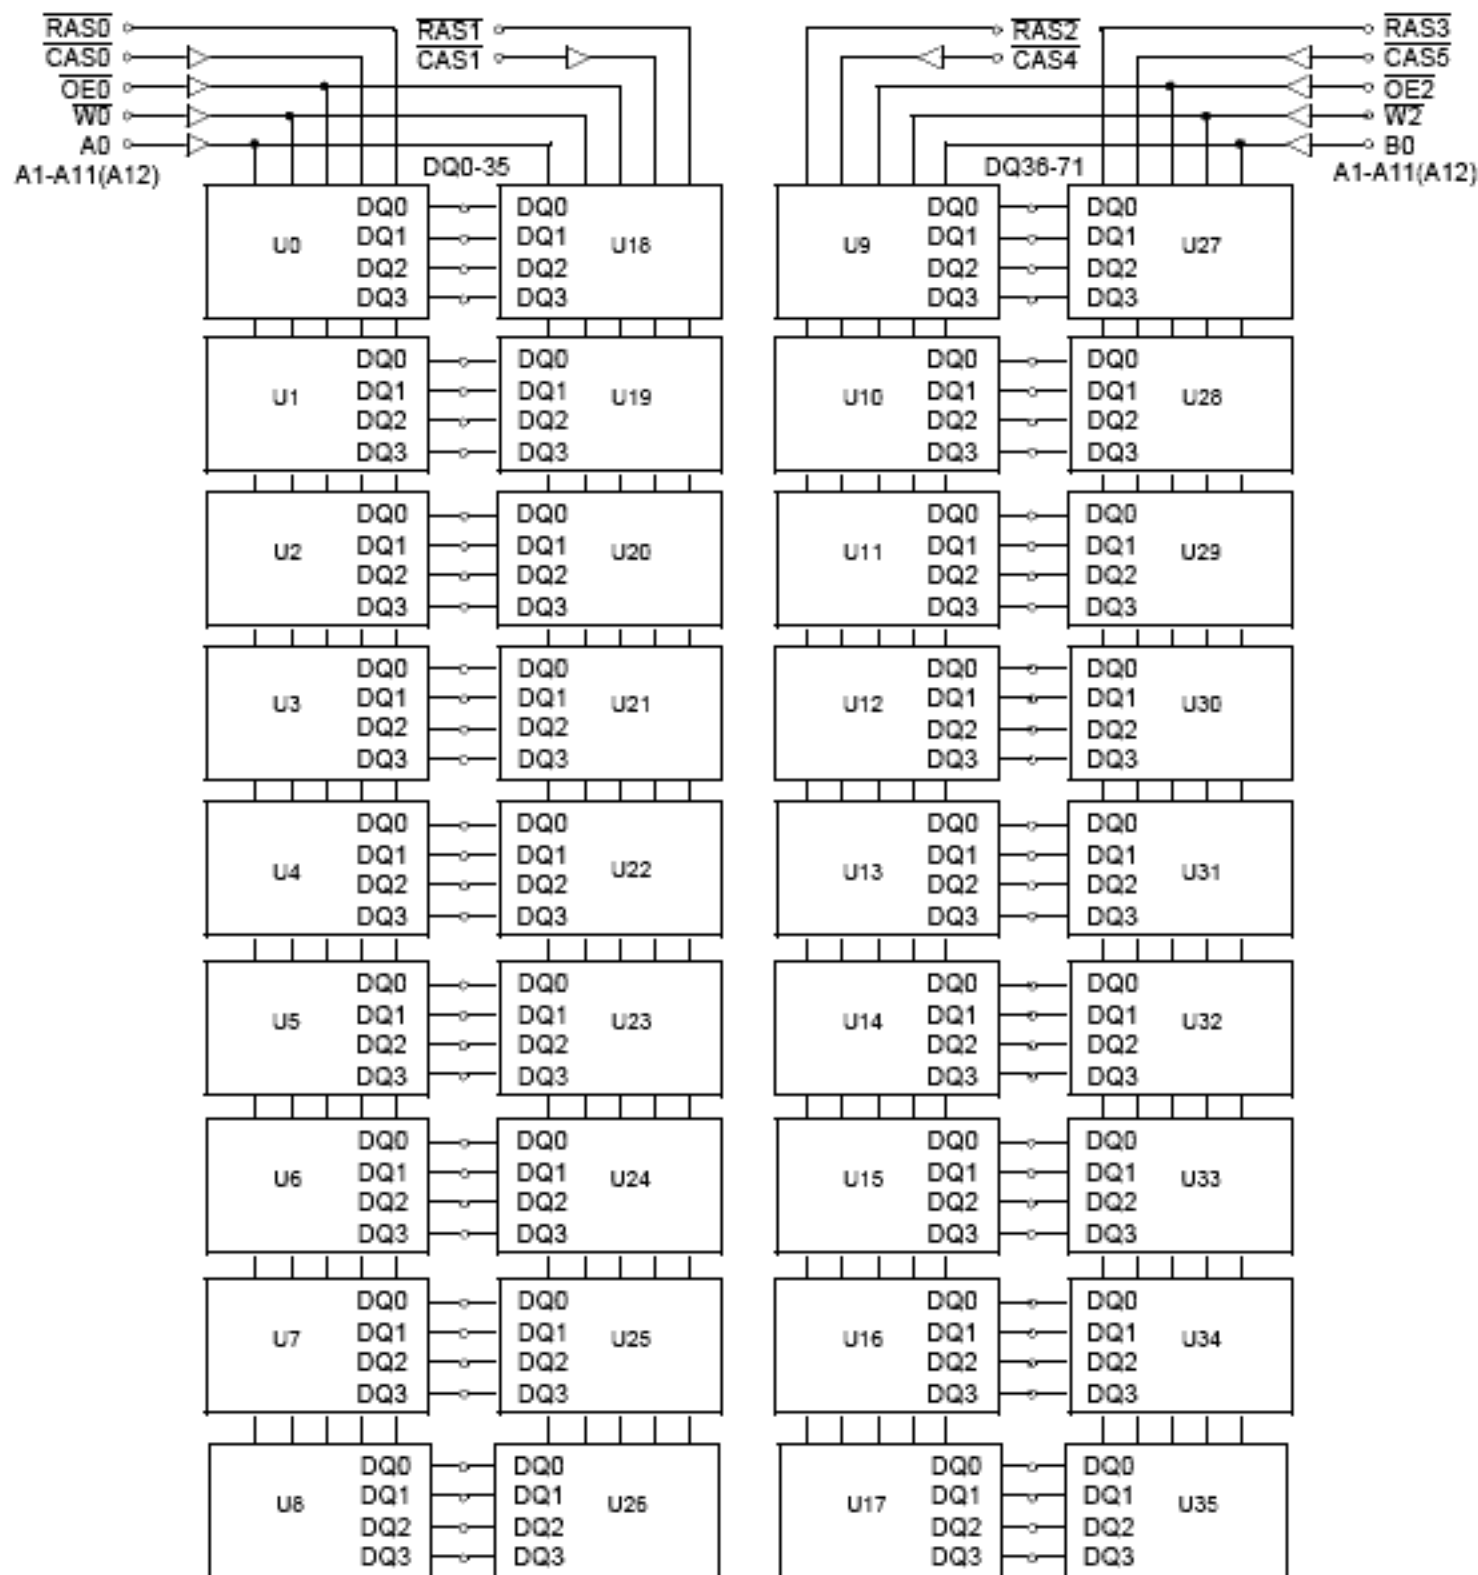 RAS0 RAS1 RAS2 RAS3
CAS0 CAS1 CAS4 CAS5
OE0 OE2
W0 W2
A0 B0
A1-A11(A12) DQ0-35 DQ36-71 A1-A11(A12)
DQ0 DQ0 DQ0 DQ0
U0 DQ1 DQ1 U18 U9 DQ1 DQ1 U27
DQ2 DQ2 DQ2 DQ2
DQ3 DQ3 DQ3 DQ3
DQ0 DQ0 DQ0 DQ0
U1 DQ1 DQ1 U19 U10 DQ1 DQ1 U28
DQ2 DQ2 DQ2 DQ2
DQ3 DQ3 DQ3 DQ3
DQ0 DQ0 DQ0 DQ0
U2 DQ1 DQ1 U20 U11 DQ1 DQ1 U29
DQ2 DQ2 DQ2 DQ2
DQ3 DQ3 DQ3 DQ3
DQ0 DQ0 DQ0 DQ0
U3 DQ1 DQ1 U21 U12 DQ1 DQ1 U30
DQ2 DQ2 DQ2 DQ2
DQ3 DQ3 DQ3 DQ3
DQ0 DQ0 DQ0 DQ0
U4 DQ1 DQ1 U22 U13 DQ1 DQ1 U31
DQ2 DQ2 DQ2 DQ2
DQ3 DQ3 DQ3 DQ3
DQ0 DQ0 DQ0 DQ0
U5 DQ1 DQ1 U23 U14 DQ1 DQ1 U32
DQ2 DQ2 DQ2 DQ2
DQ3 DQ3 DQ3 DQ3
DQ0 DQ0 DQ0 DQ0
U6 DQ1 DQ1 U24 U15 DQ1 DQ1 U33
DQ2 DQ2 DQ2 DQ2
DQ3 DQ3 DQ3 DQ3
DQ0 DQ0 DQ0 DQ0
U7 DQ1 DQ1 U25 U16 DQ1 DQ1 U34
DQ2 DQ2 DQ2 DQ2
DQ3 DQ3 DQ3 DQ3
DQ0 DQ0 DQ0 DQ0
U8 DQ1 DQ1 U26 U17 DQ1 DQ1 U35
DQ2 DQ2 DQ2 DQ2
DQ3 DQ3 DQ3 DQ3